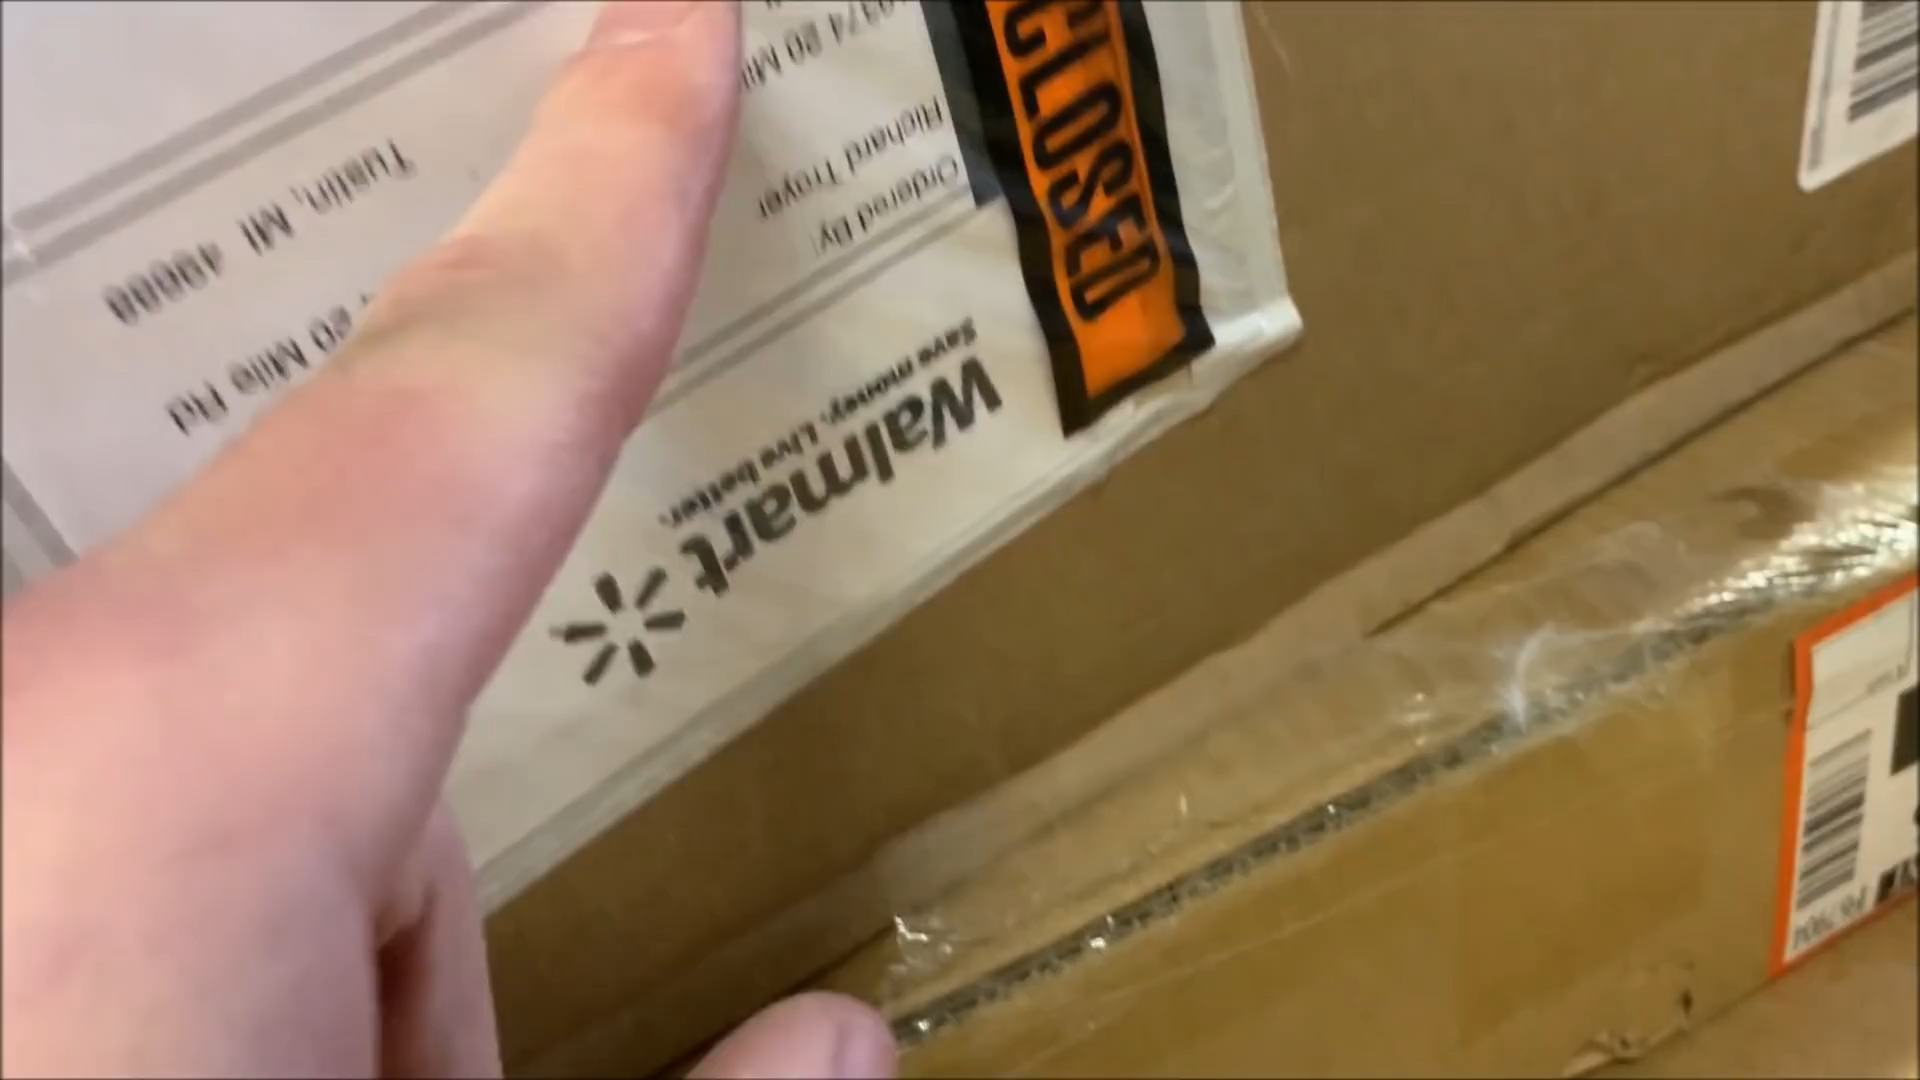 Walmart
Save money. Live better.
CLOSED
Ordered By:
Richard Troyer
20 Mile Rd
Tustin, MI 49688